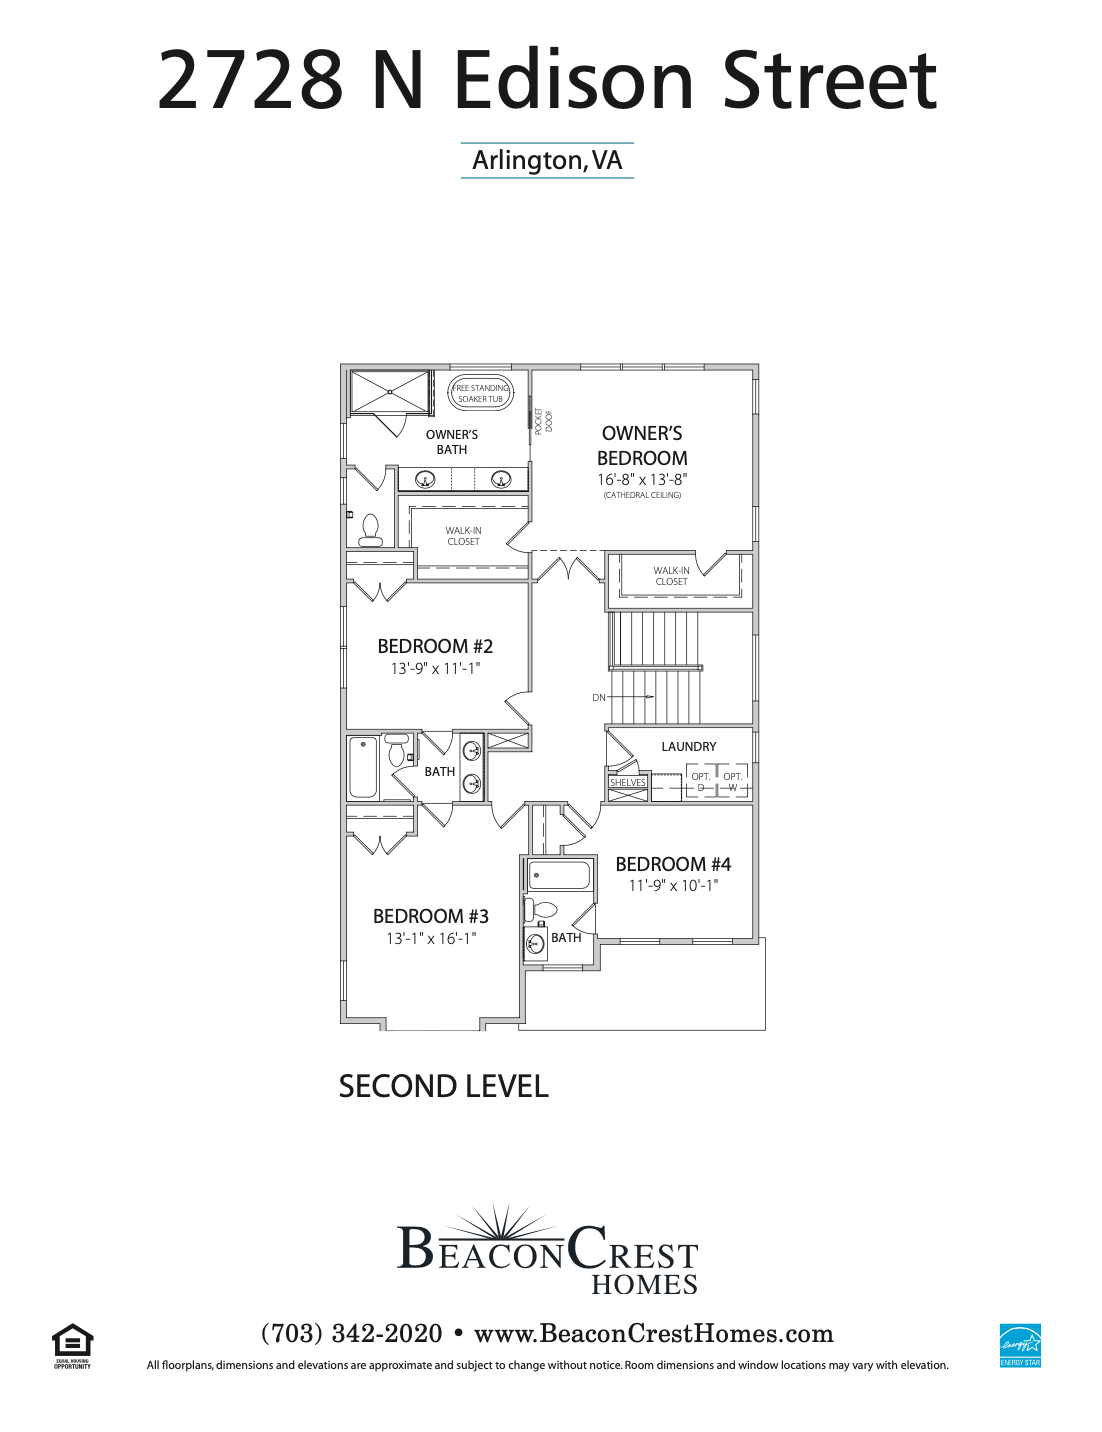 2728 N Edison Street
Arlington, VA
FREE STANDING
SOAKER TUB
POCKET
DOOR
OWNER'S
BATH
OWNER'S
BEDROOM
16'-8" x 13'-8"
(CATHEDRAL CEILING)
WALK-IN
CLOSET
WALK-IN
CLOSET
BEDROOM #2
13'-9" x 11'-1"
DN
LAUNDRY
BATH
SHELVES
OPT.
D
OPT.
W
BEDROOM #4
11'-9" x 10'-1"
BEDROOM #3
13'-1" x 16'-1"
BATH
SECOND LEVEL
BEACONCREST
HOMES
(703) 342-2020 • www.BeaconCrestHomes.com
EQUAL HOUSING
OPPORTUNITY
All floorplans, dimensions and elevations are approximate and subject to change without notice. Room dimensions and window locations may vary with elevation.
energy
ENERGY STAR